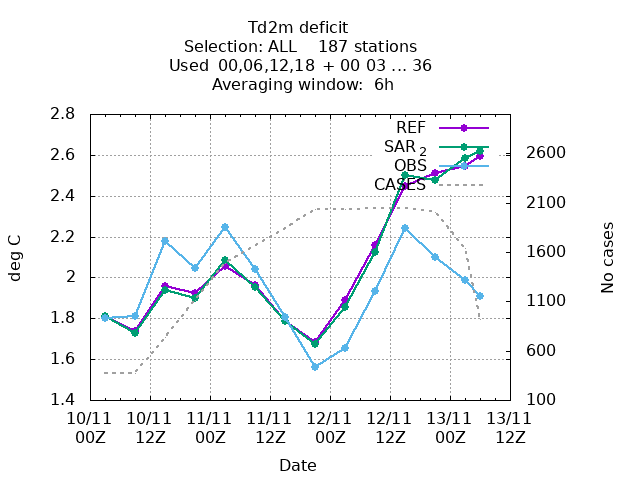 Td2m deficit
Selection: ALL    187 stations
Used  00,06,12,18 + 00 03 ... 36
Averaging window:  6h
REF
SAR 2
OBS
CASES
2.8
2.6
2.4
2.2
2
1.8
1.6
1.4
deg C
2600
2100
1600
1100
600
100
No cases
10/11 10/11 11/11 11/11 12/11 12/11 13/11 13/11
00Z 12Z 00Z 12Z 00Z 12Z 00Z 12Z
Date